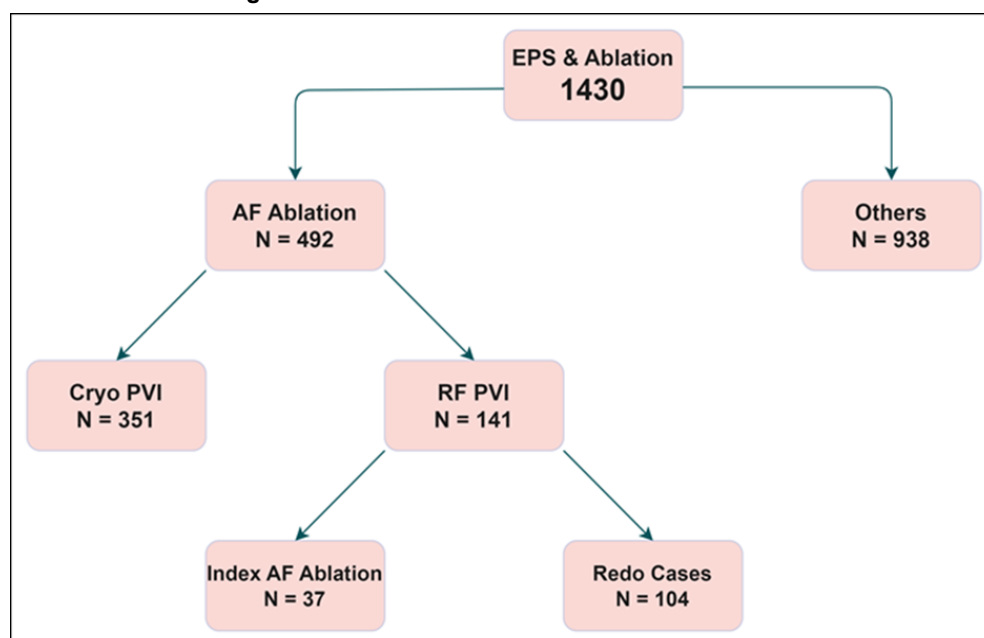 EPS & Ablation
1430
AF Ablation
N = 492
Others
N = 938
Cryo PVI
N = 351
RF PVI
N = 141
Index AF Ablation
N = 37
Redo Cases
N = 104